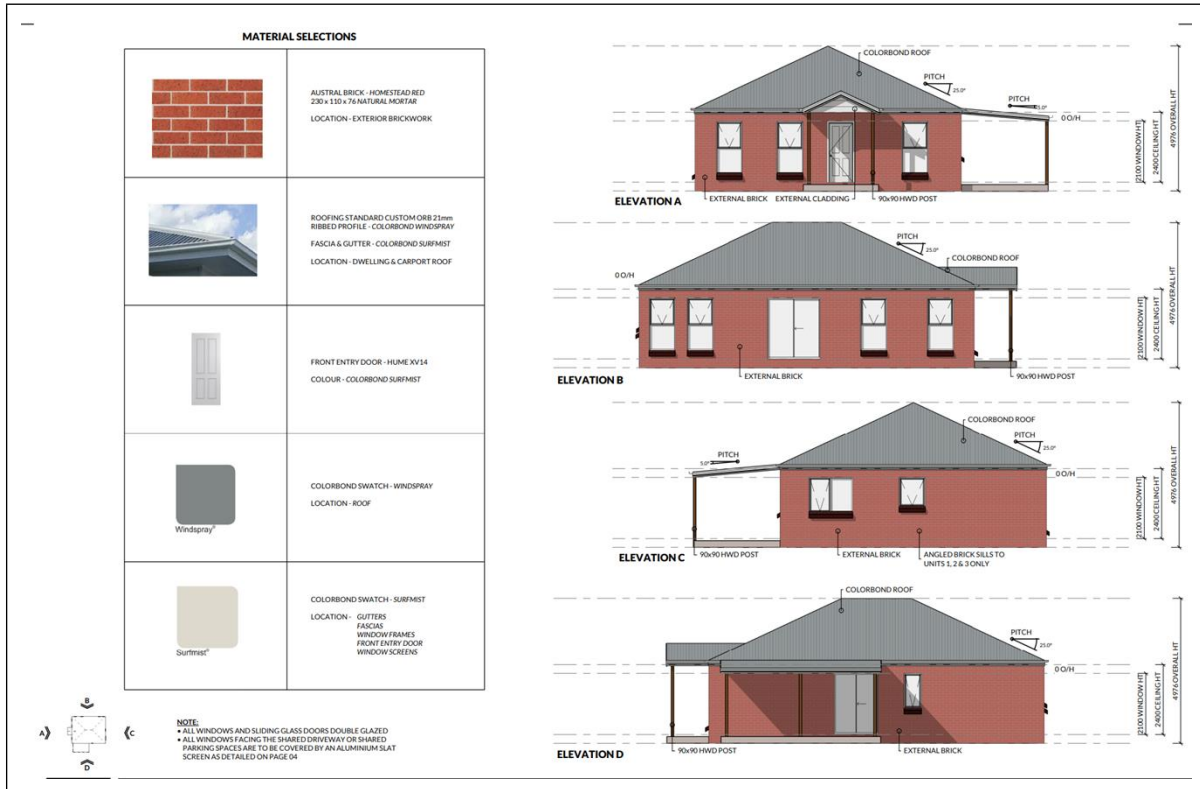 MATERIAL SELECTIONS
AUSTRAL BRICK - HOMESTEAD RED
230 x 110 x 76 NATURAL MORTAR
LOCATION - EXTERIOR BRICKWORK
ROOFING STANDARD CUSTOM ORB 21mm
RIBBED PROFILE - COLORBOND WINDSPRAY
FASCIA & GUTTER - COLORBOND SURFMIST
LOCATION - DWELLING & CARPORT ROOF
FRONT ENTRY DOOR - HUME XV14
COLOUR - COLORBOND SURFMIST
Windspray®
COLORBOND SWATCH - WINDSPRAY
LOCATION - ROOF
Surfmist®
COLORBOND SWATCH - SURFMIST
LOCATION - GUTTERS
FASCIAS
WINDOW FRAMES
FRONT ENTRY DOOR
WINDOW SCREENS
B
A
C
D
NOTE:
• ALL WINDOWS AND SLIDING GLASS DOORS DOUBLE GLAZED
• ALL WINDOWS FACING THE SHARED DRIVEWAY OR SHARED
PARKING SPACES ARE TO BE COVERED BY AN ALUMINIUM SLAT
SCREEN AS DETAILED ON PAGE 04
COLORBOND ROOF
PITCH
25.0°
PITCH
5.0°
0 O/H
2100 WINDOW HT
2400 CEILING HT
4976 OVERALL HT
EXTERNAL BRICK
EXTERNAL CLADDING
90x90 HWD POST
ELEVATION A
PITCH
25.0°
COLORBOND ROOF
0 O/H
2100 WINDOW HT
2400 CEILING HT
4976 OVERALL HT
EXTERNAL BRICK
90x90 HWD POST
ELEVATION B
COLORBOND ROOF
PITCH
5.0°
PITCH
25.0°
0 O/H
2100 WINDOW HT
2400 CEILING HT
4976 OVERALL HT
90x90 HWD POST
EXTERNAL BRICK
ANGLED BRICK SILLS TO
UNITS 1, 2 & 3 ONLY
ELEVATION C
COLORBOND ROOF
PITCH
25.0°
0 O/H
2100 WINDOW HT
2400 CEILING HT
4976 OVERALL HT
90x90 HWD POST
EXTERNAL BRICK
ELEVATION D